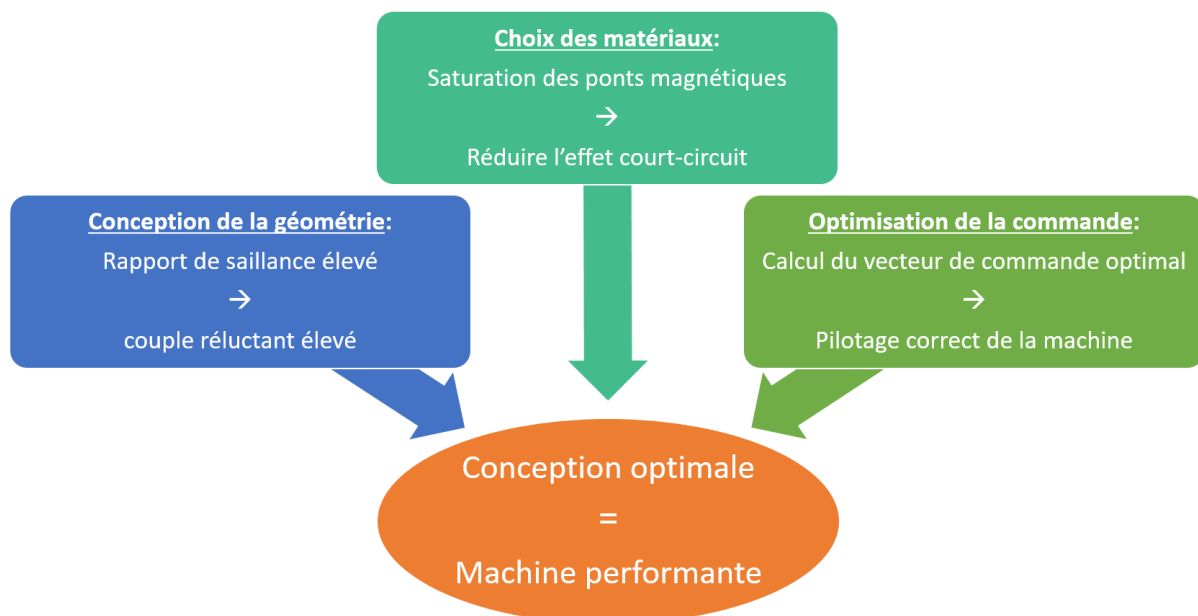 Choix des matériaux:
Saturation des ponts magnétiques
→
Réduire l’effet court-circuit
Conception de la géométrie:
Rapport de saillance élevé
→
couple réluctant élevé
Optimisation de la commande:
Calcul du vecteur de commande optimal
→
Pilotage correct de la machine
Conception optimale
=
Machine performante